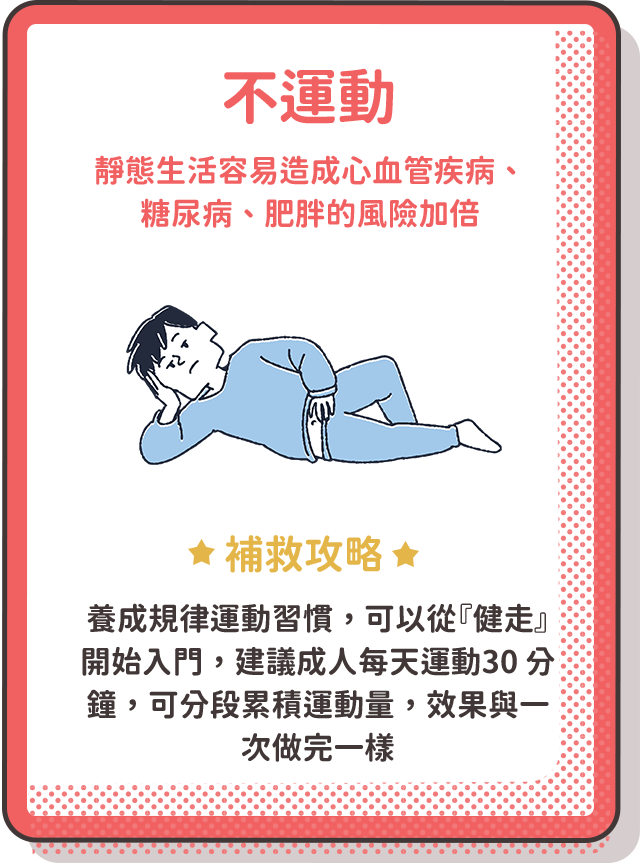 不運動
靜態生活容易造成心血管疾病、
糖尿病、肥胖的風險加倍
補救攻略
養成規律運動習慣，可以從『健走』
開始入門，建議成人每天運動30 分
鐘，可分段累積運動量，效果與一
次做完一樣